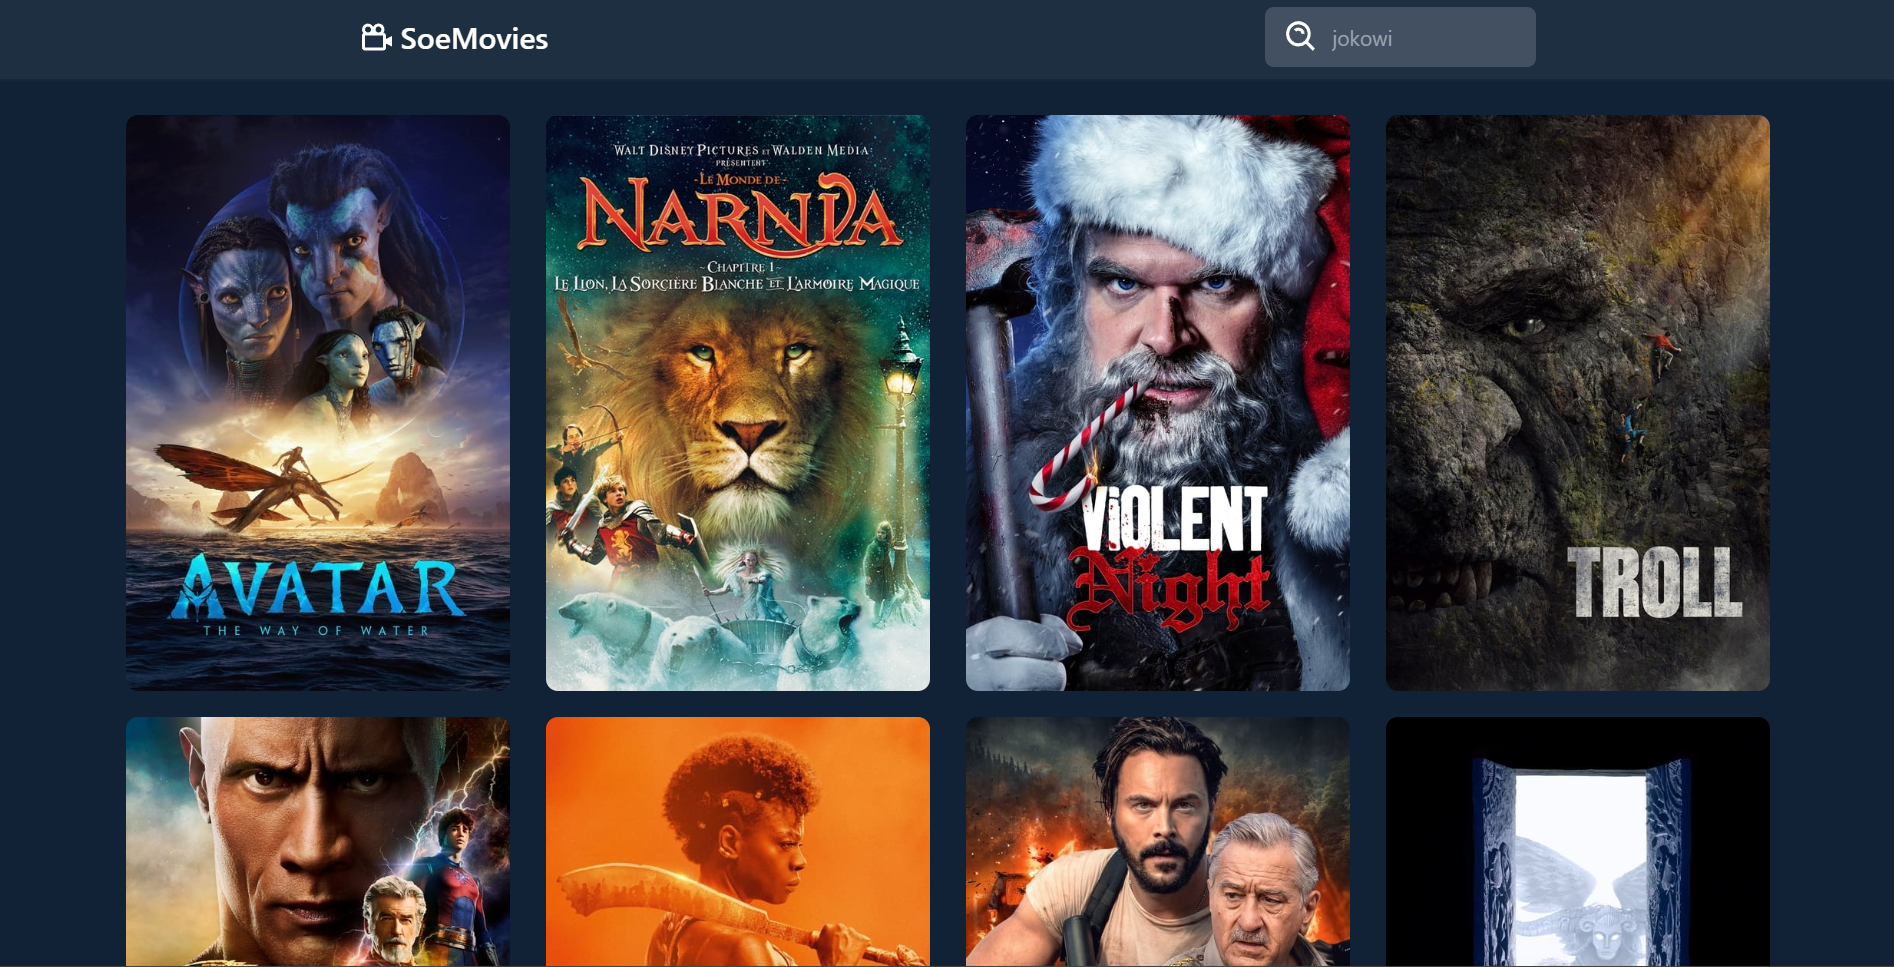 SoeMovies
jokowi
AVATAR
THE WAY OF WATER
WALT DISNEY PICTURES ET WALDEN MEDIA
PRÉSENTENT
-LE MONDE DE-
NARNIA
~CHAPITRE 1~
LE LION, LA SORCIÈRE BLANCHE ET L'ARMOIRE MAGIQUE
VIOLENT
Night
TROLL